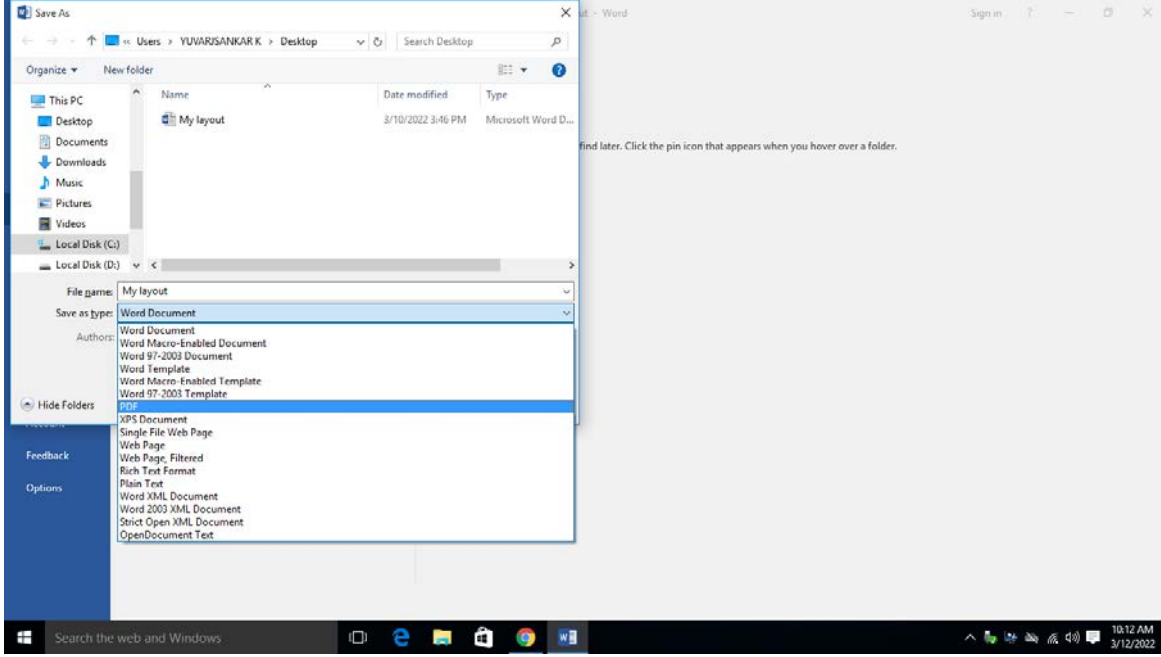 Save As
ut - Word
Sign in ?
« Users > YUVARJSANKAR K > Desktop
Search Desktop
Organize
New folder
This PC
Desktop
Documents
Downloads
Music
Pictures
Videos
Local Disk (C:)
Local Disk (D:)
Name
Date modified
Type
My layout
3/10/2022 3:46 PM
Microsoft Word D...
find later. Click the pin icon that appears when you hover over a folder.
File name: My layout
Save as type: Word Document
Authors:
Word Document
Word Macro-Enabled Document
Word 97-2003 Document
Word Template
Word Macro-Enabled Template
Word 97-2003 Template
PDF
XPS Document
Single File Web Page
Web Page
Web Page, Filtered
Rich Text Format
Plain Text
Word XML Document
Word 2003 XML Document
Strict Open XML Document
OpenDocument Text
Hide Folders
Feedback
Options
Search the web and Windows
10:12 AM
3/12/2022